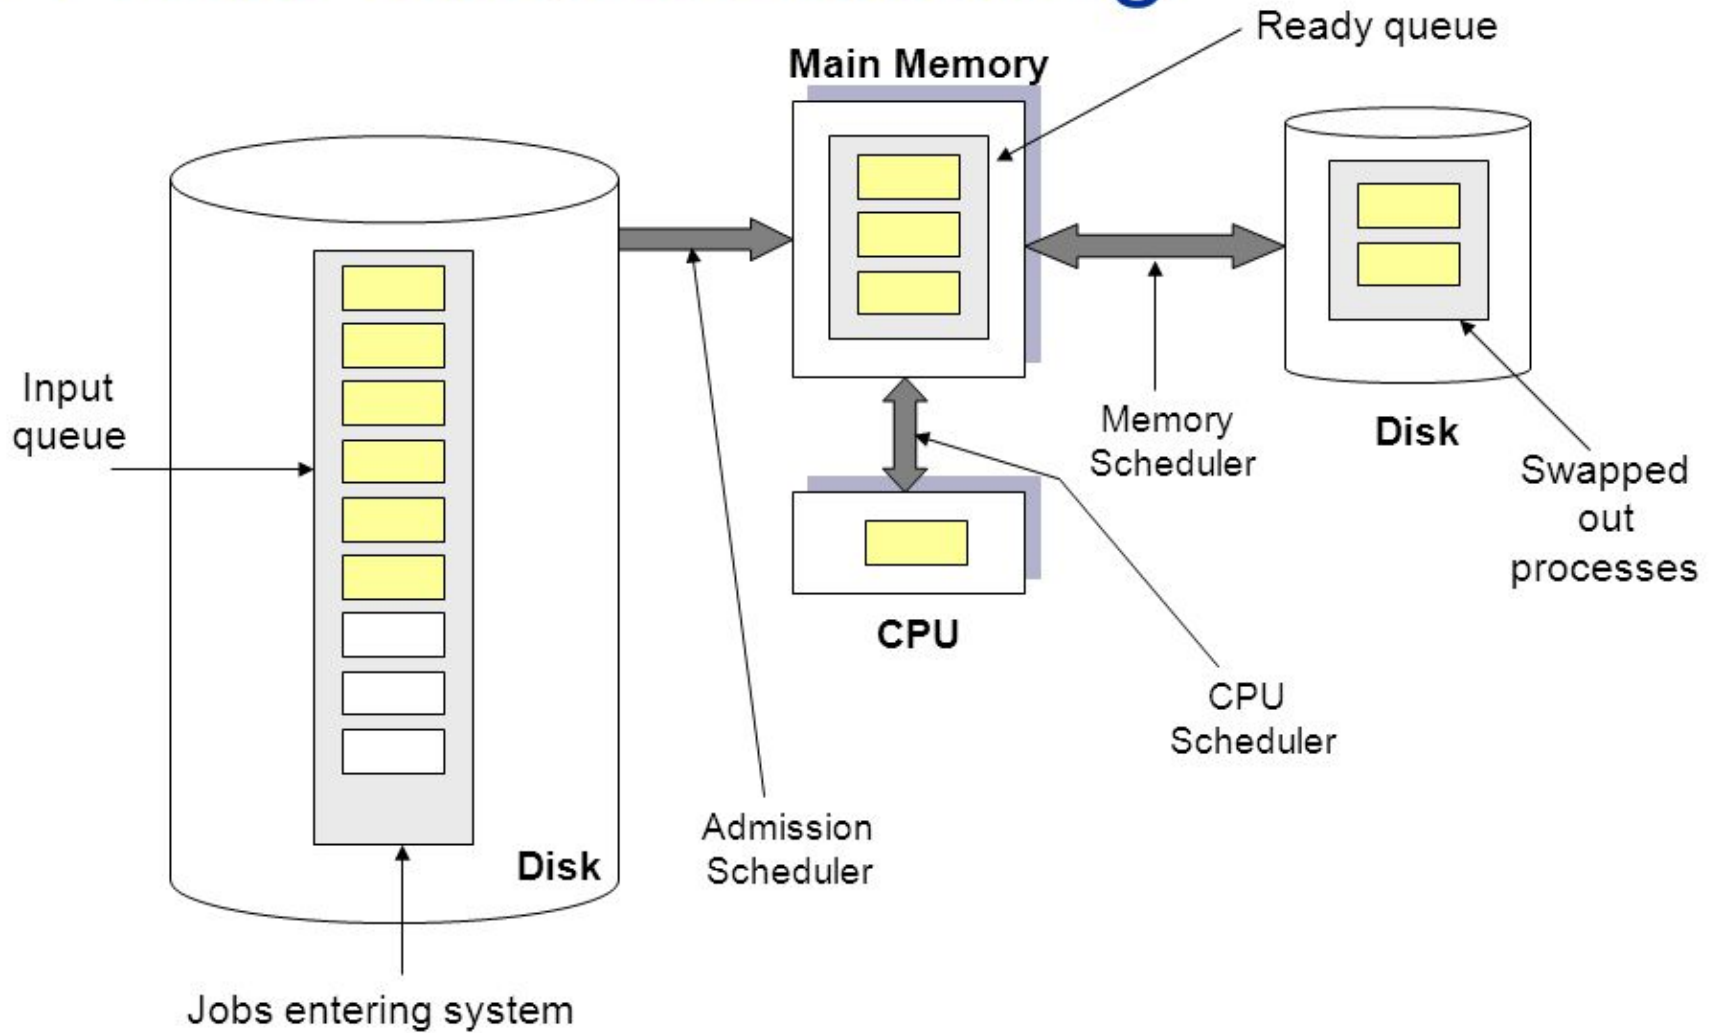 Ready queue
Main Memory
Input
queue
Memory
Scheduler
Disk
Swapped
out
processes
CPU
CPU
Scheduler
Admission
Scheduler
Disk
Jobs entering system